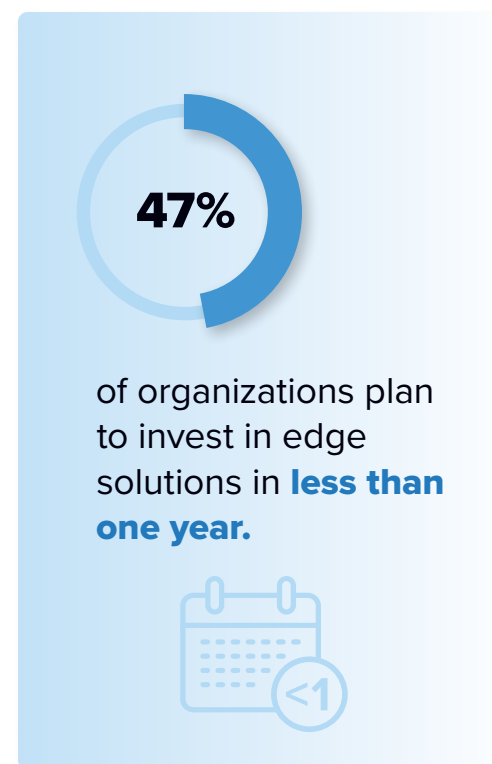 47%
of organizations plan
to invest in edge
solutions in less than
one year.
<1